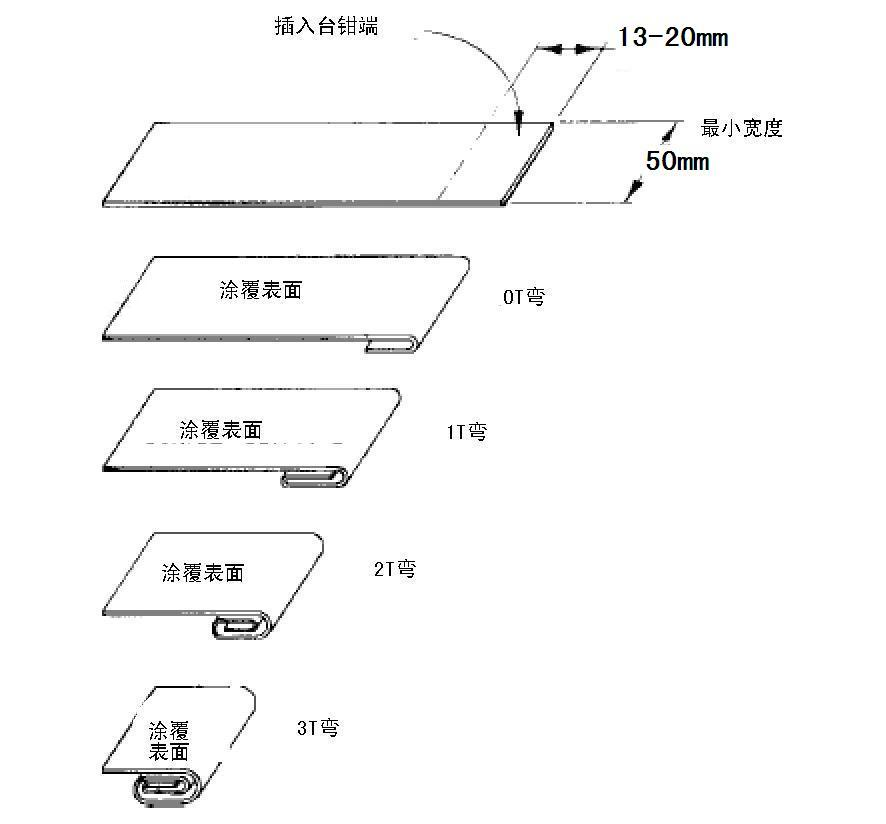 插入台钳端
13-20mm
最小宽度
50mm
涂覆表面
0T弯
涂覆表面
1T弯
涂覆表面
2T弯
涂覆
表面
3T弯